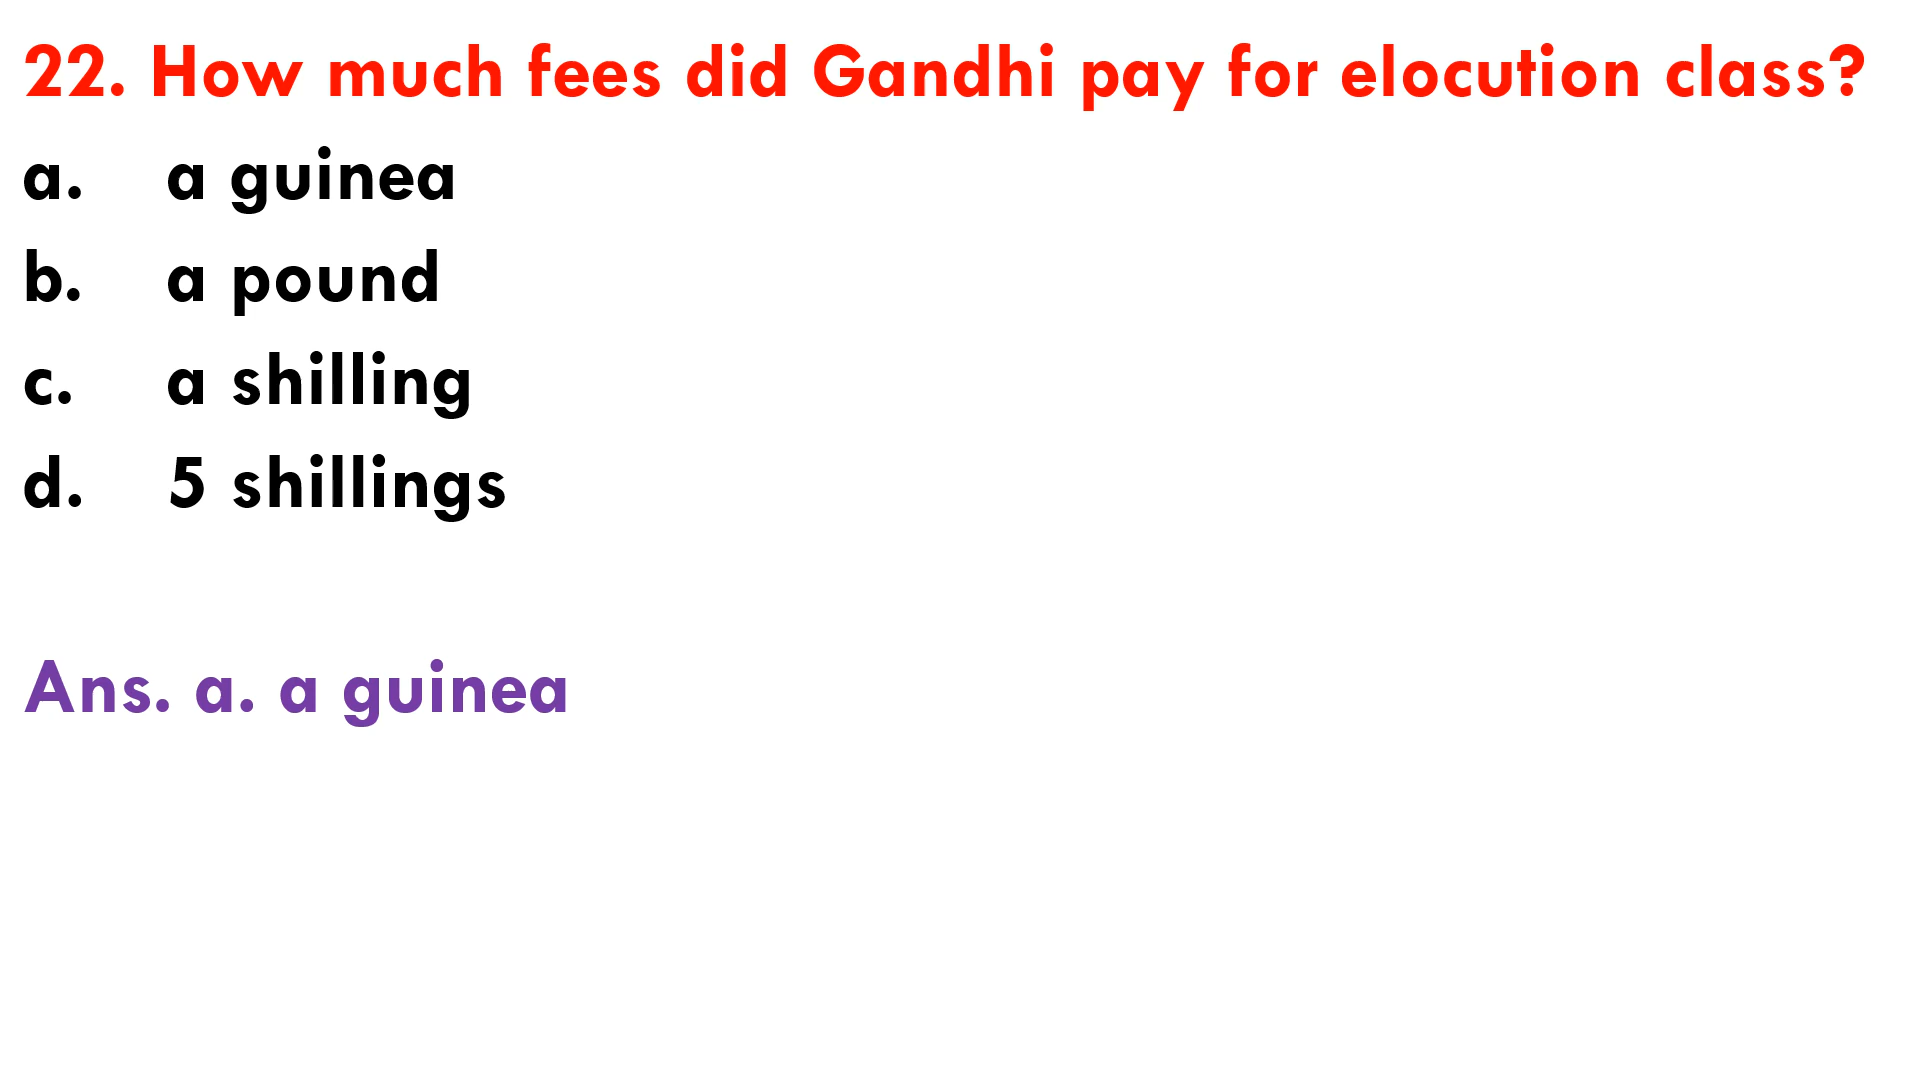 22. How much fees did Gandhi pay for elocution class?
a. a guinea
b. a pound
c. a shilling
d. 5 shillings
Ans. a. a guinea